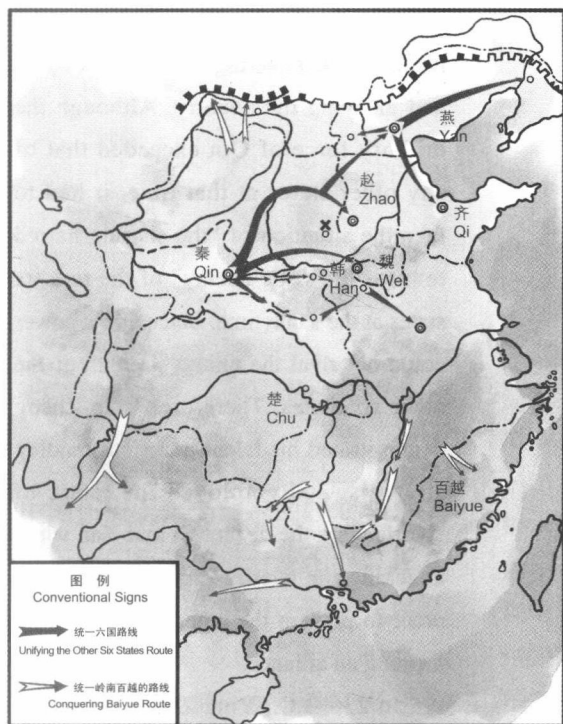 燕
Yan
赵
Zhao
齐
Qi
秦
Qin
韩
Han
魏
Wei
楚
Chu
百越
Baiyue
图 例
Conventional Signs
统一六国路线
Unifying the Other Six States Route
统一岭南百越的路线
Conquering Baiyue Route